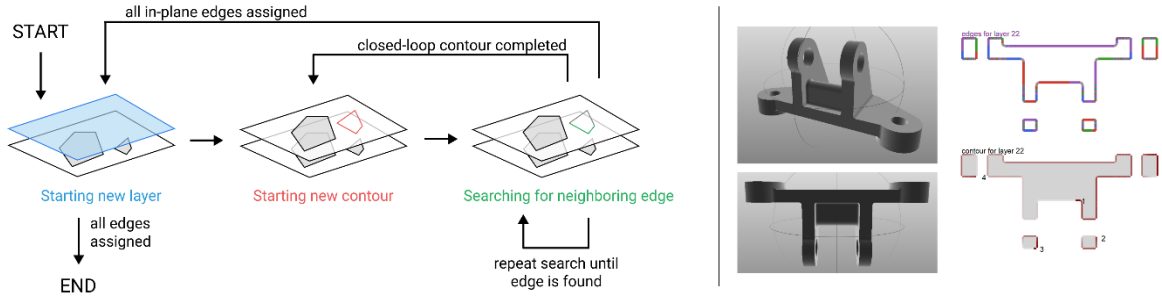 all in-plane edges assigned
START
closed-loop contour completed
Starting new layer
Starting new contour
Searching for neighboring edge
all edges
assigned
END
repeat search until
edge is found
edges for layer 22
contour for layer 22
4
1
3
2